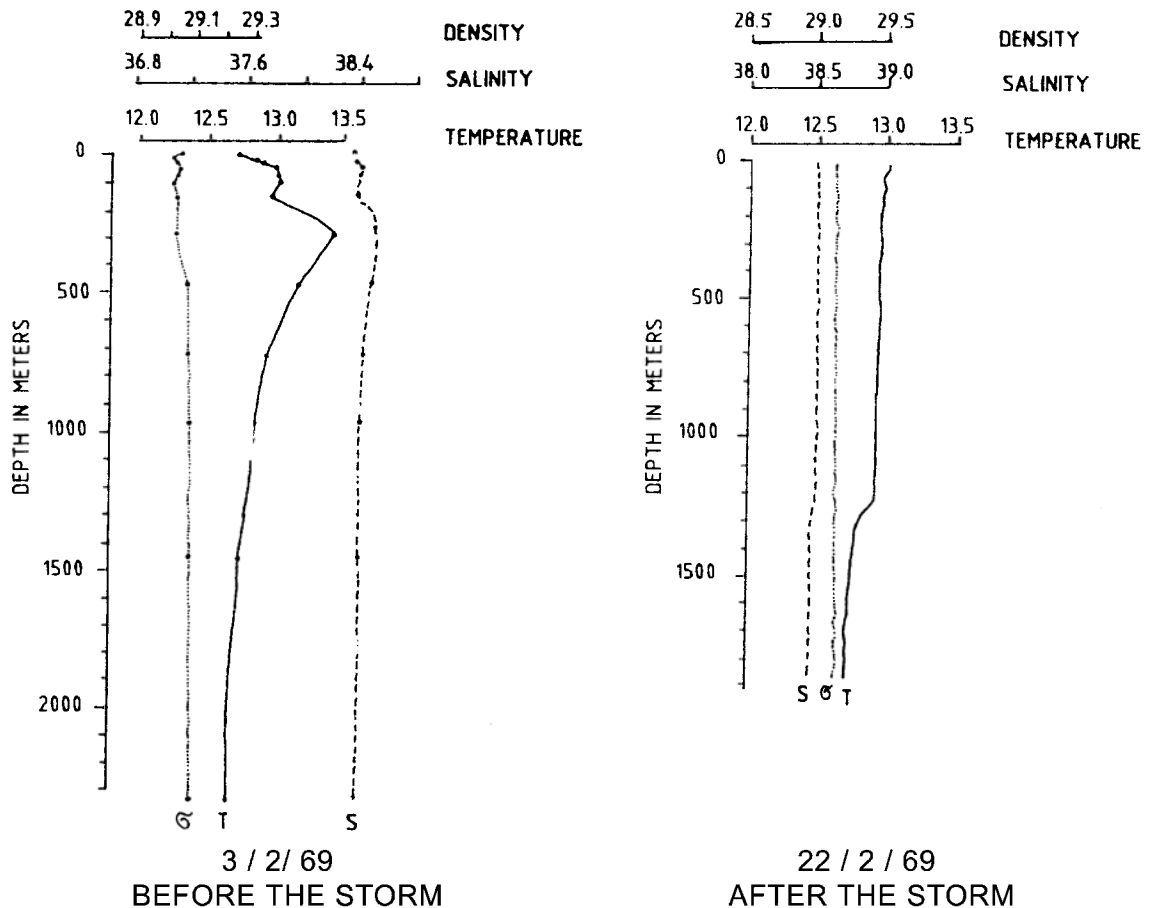 28.9 29.1 29.3
DENSITY
36.8 37.6 38.4
SALINITY
12.0 12.5 13.0 13.5
TEMPERATURE
0
500
1000
1500
2000
DEPTH IN METERS
σ T S
3 / 2/ 69
BEFORE THE STORM
28.5 29.0 29.5
DENSITY
38.0 38.5 39.0
SALINITY
12.0 12.5 13.0 13.5
TEMPERATURE
0
500
1000
1500
DEPTH IN METERS
S σ T
22 / 2 / 69
AFTER THE STORM